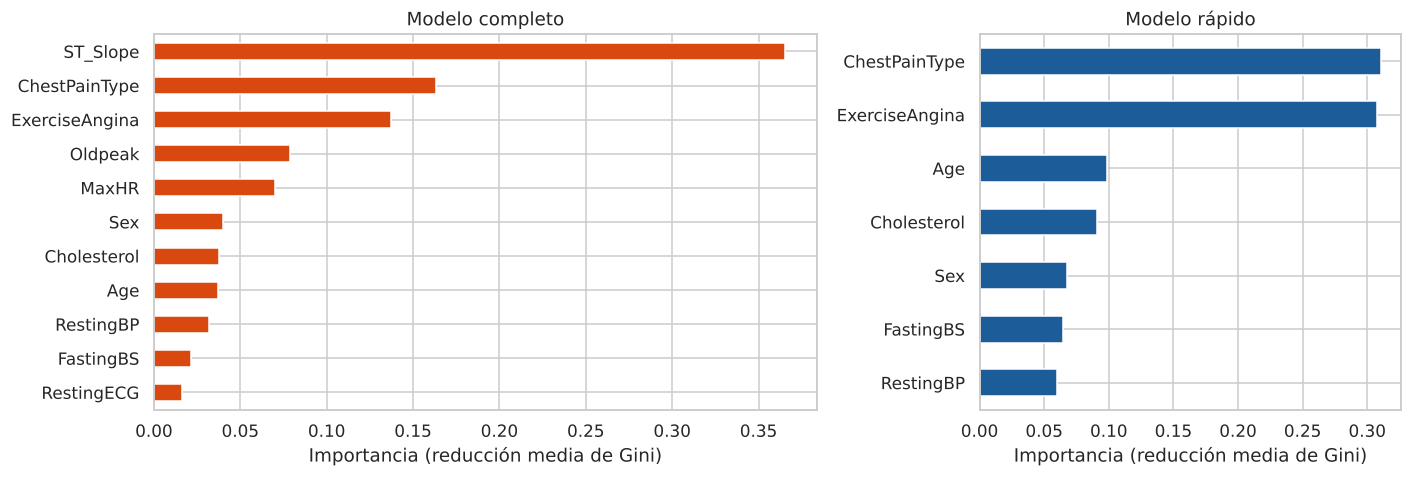 Modelo completo
ST_Slope
ChestPainType
ExerciseAngina
Oldpeak
MaxHR
Sex
Cholesterol
Age
RestingBP
FastingBS
RestingECG
0.00 0.05 0.10 0.15 0.20 0.25 0.30 0.35
Importancia (reducción media de Gini)
Modelo rápido
ChestPainType
ExerciseAngina
Age
Cholesterol
Sex
FastingBS
RestingBP
0.00 0.05 0.10 0.15 0.20 0.25 0.30
Importancia (reducción media de Gini)